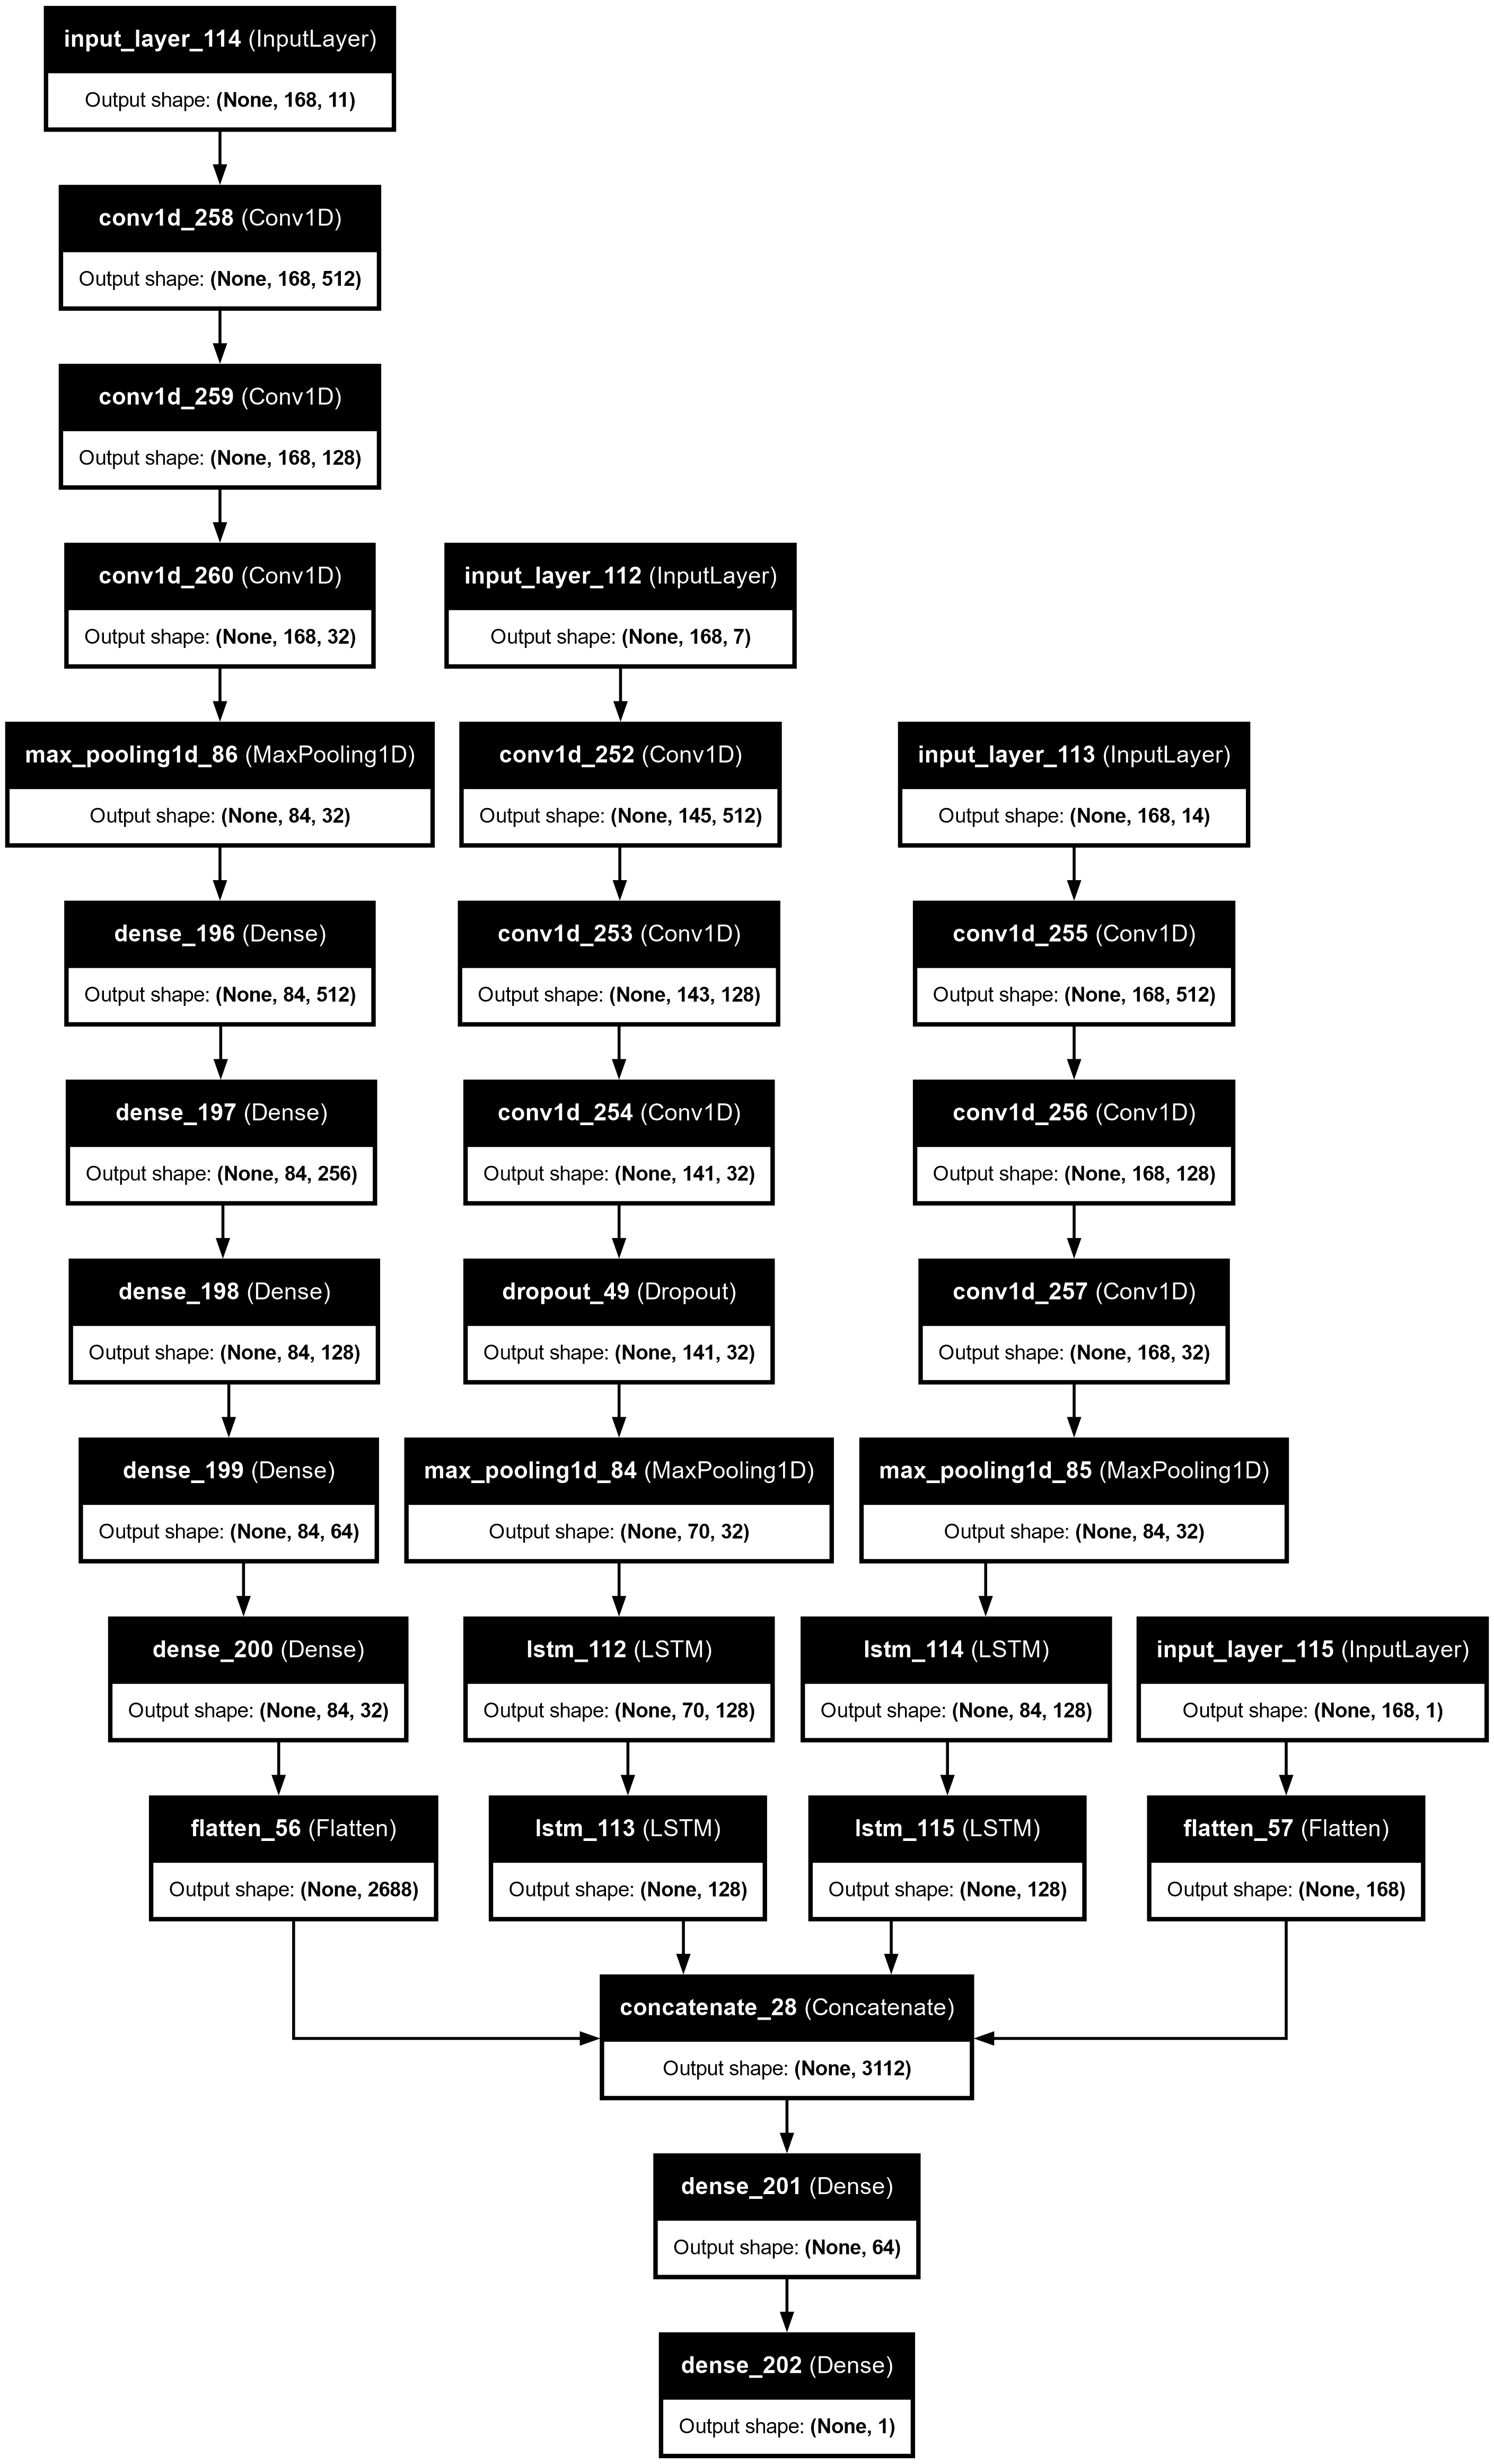 input_layer_114 (InputLayer)
Output shape: (None, 168, 11)
conv1d_258 (Conv1D)
Output shape: (None, 168, 512)
conv1d_259 (Conv1D)
Output shape: (None, 168, 128)
conv1d_260 (Conv1D)
Output shape: (None, 168, 32)
max_pooling1d_86 (MaxPooling1D)
Output shape: (None, 84, 32)
dense_196 (Dense)
Output shape: (None, 84, 512)
dense_197 (Dense)
Output shape: (None, 84, 256)
dense_198 (Dense)
Output shape: (None, 84, 128)
dense_199 (Dense)
Output shape: (None, 84, 64)
dense_200 (Dense)
Output shape: (None, 84, 32)
flatten_56 (Flatten)
Output shape: (None, 2688)
input_layer_112 (InputLayer)
Output shape: (None, 168, 7)
conv1d_252 (Conv1D)
Output shape: (None, 145, 512)
conv1d_253 (Conv1D)
Output shape: (None, 143, 128)
conv1d_254 (Conv1D)
Output shape: (None, 141, 32)
dropout_49 (Dropout)
Output shape: (None, 141, 32)
max_pooling1d_84 (MaxPooling1D)
Output shape: (None, 70, 32)
lstm_112 (LSTM)
Output shape: (None, 70, 128)
lstm_113 (LSTM)
Output shape: (None, 128)
input_layer_113 (InputLayer)
Output shape: (None, 168, 14)
conv1d_255 (Conv1D)
Output shape: (None, 168, 512)
conv1d_256 (Conv1D)
Output shape: (None, 168, 128)
conv1d_257 (Conv1D)
Output shape: (None, 168, 32)
max_pooling1d_85 (MaxPooling1D)
Output shape: (None, 84, 32)
lstm_114 (LSTM)
Output shape: (None, 84, 128)
lstm_115 (LSTM)
Output shape: (None, 128)
input_layer_115 (InputLayer)
Output shape: (None, 168, 1)
flatten_57 (Flatten)
Output shape: (None, 168)
concatenate_28 (Concatenate)
Output shape: (None, 3112)
dense_201 (Dense)
Output shape: (None, 64)
dense_202 (Dense)
Output shape: (None, 1)